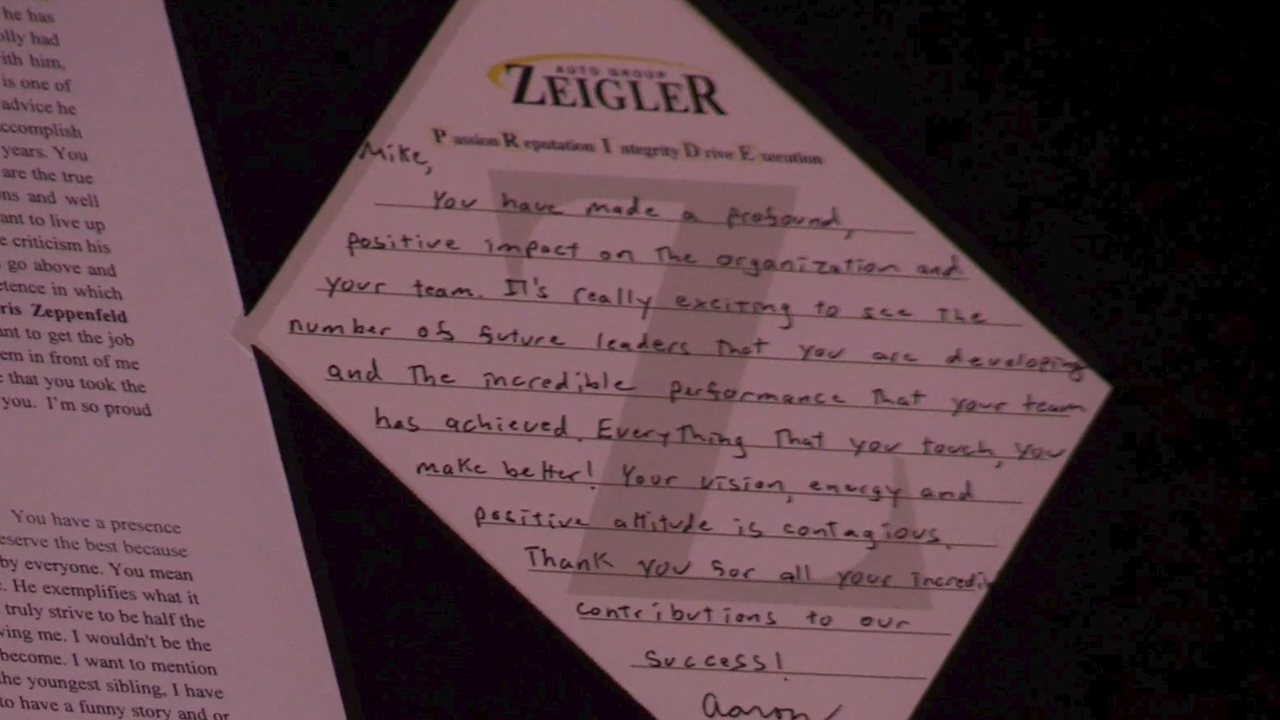 he has
olly had
ith him,
is one of
advice he
ccomplish
years. You
are the true
ns and well
ant to live up
e criticism his
go above and
etence in which
ris Zeppenfeld
nt to get the job
em in front of me
e that you took the
you. I'm so proud
You have a presence
eserve the best because
by everyone. You mean
. He exemplifies what it
truly strive to be half the
ving me. I wouldn't be the
become. I want to mention
the youngest sibling, I have
to have a funny story and or
AUTO GROUP
ZEIGLER
Passion Reputation Integrity Drive Execution
Mike,
You have made a profound,
positive impact on the organization and
your team. It's really exciting to see the
number of future leaders that you are developing
and the incredible performance that your team
has achieved. Everything that you touch, you
make better! Your vision, energy and
positive attitude is contagious.
Thank you for all your incredi
contributions to our
success!
Aaron